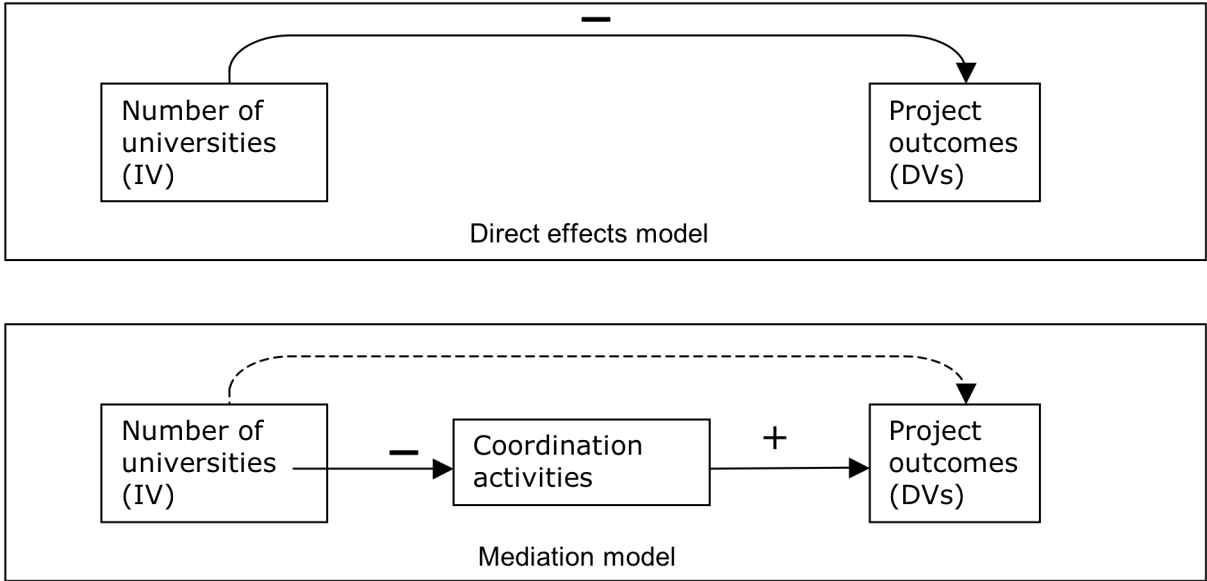 −
Number of
universities
(IV)
Project
outcomes
(DVs)
Direct effects model
Number of
universities
(IV)
−
Coordination
activities
+
Project
outcomes
(DVs)
Mediation model